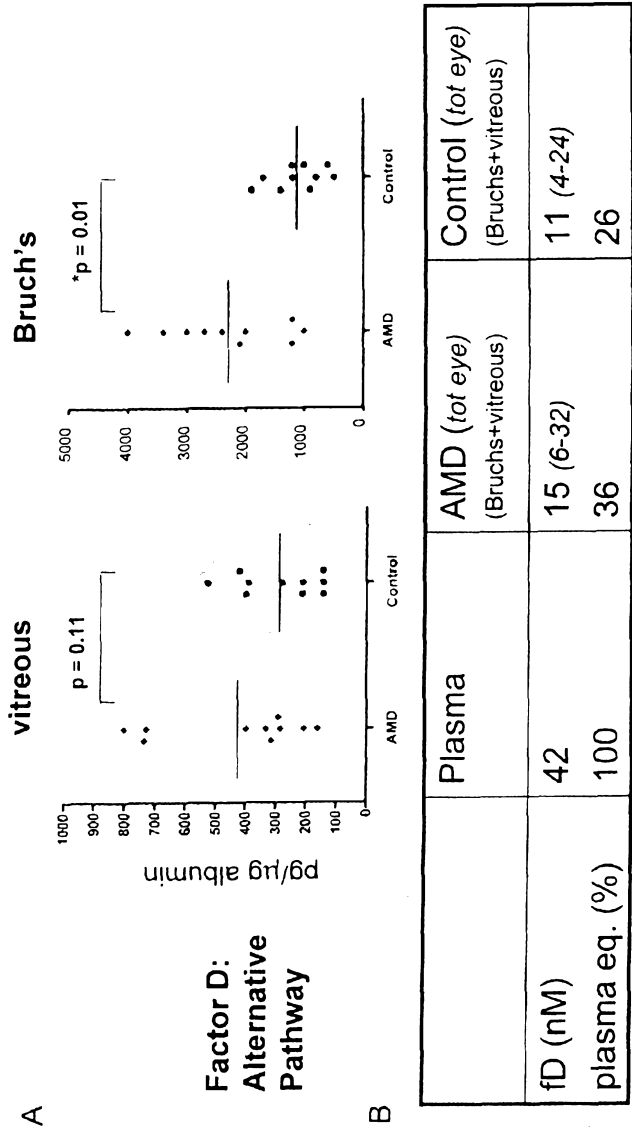 A
Factor D:
Alternative
Pathway
vitreous
p = 0.11
pg/µg albumin
1000
900
800
700
600
500
400
300
200
100
0
AMD
Control
Bruch's
*p = 0.01
5000
4000
3000
2000
1000
0
AMD
Control
B
Plasma
AMD (tot eye)
(Bruchs+vitreous)
Control (tot eye)
(Bruchs+vitreous)
fD (nM)
42
15 (6-32)
11 (4-24)
plasma eq. (%)
100
36
26